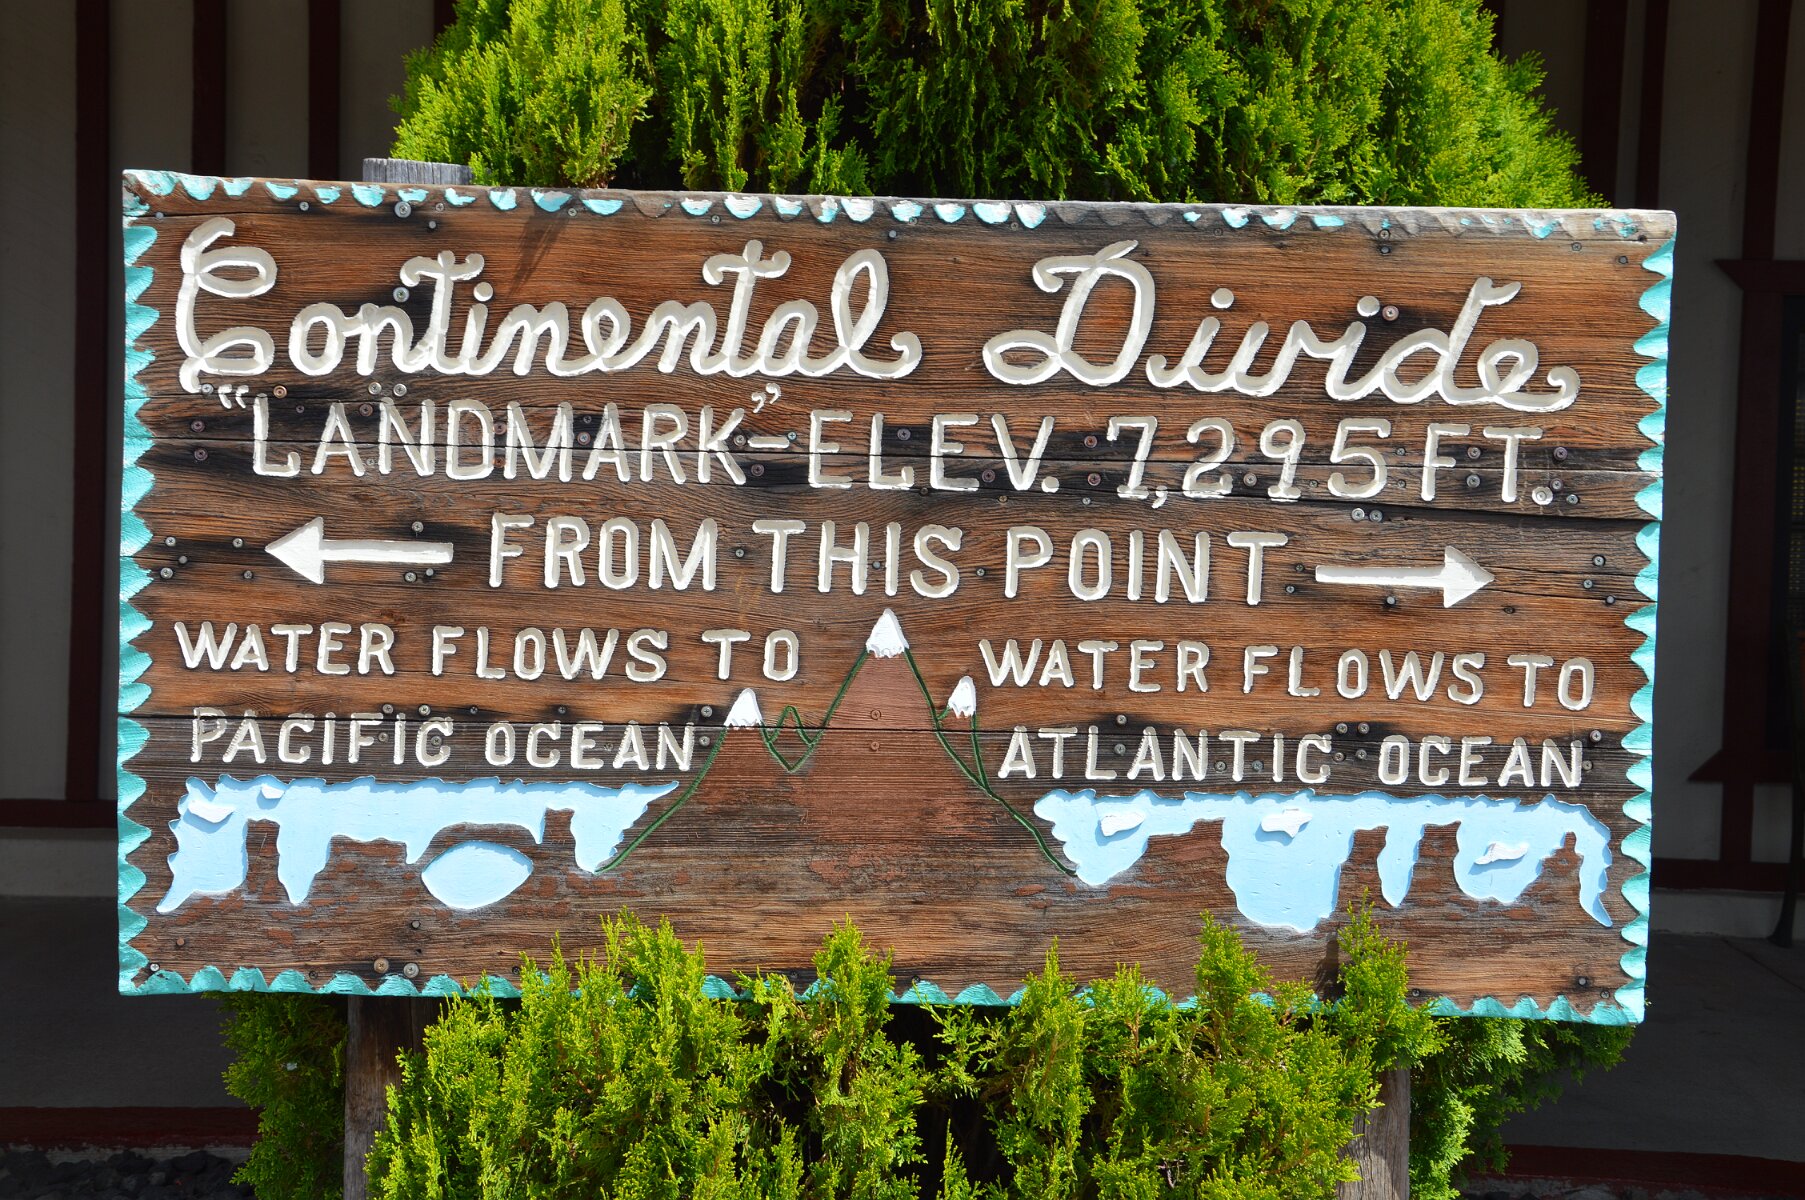 Continental Divide
"LANDMARK"-ELEV. 7,295 FT.
FROM THIS POINT
WATER FLOWS TO
PACIFIC OCEAN
WATER FLOWS TO
ATLANTIC OCEAN